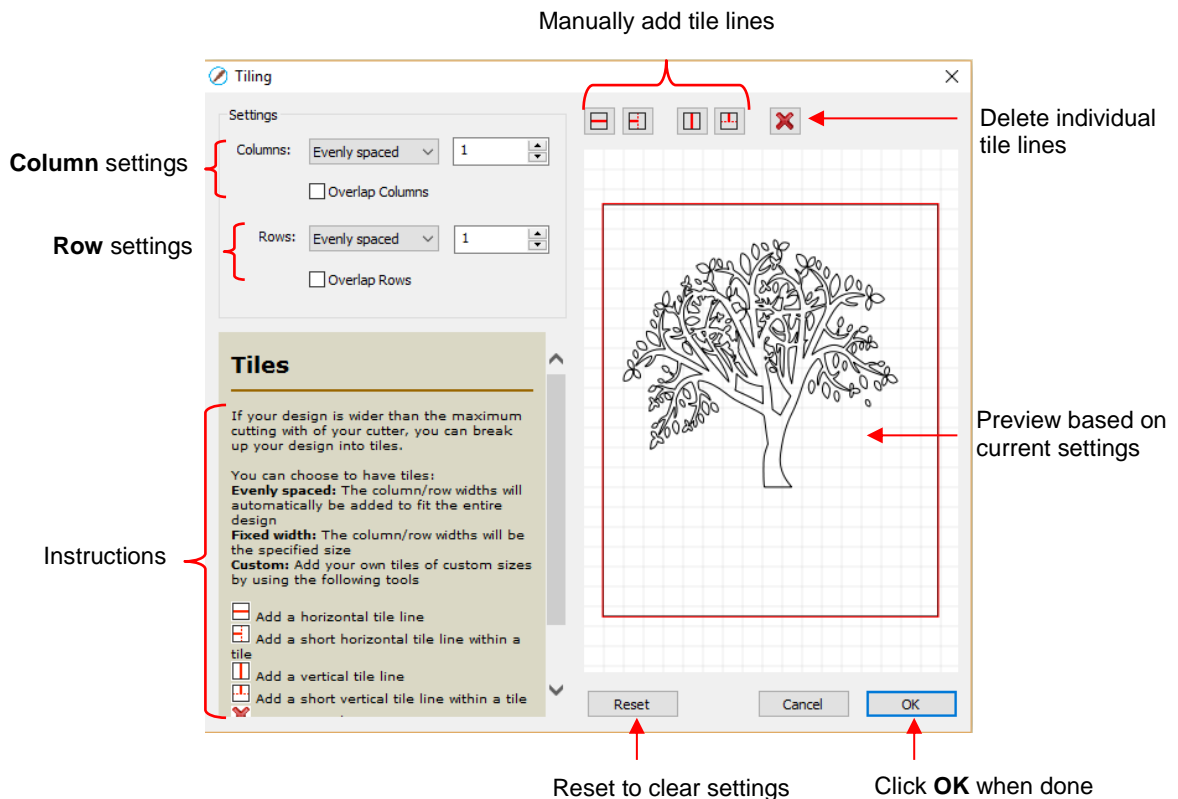 Manually add tile lines
Tiling
Settings
Columns:
Evenly spaced
1
Overlap Columns
Rows:
Evenly spaced
1
Overlap Rows
Column settings
Row settings
Delete individual
tile lines
Tiles
If your design is wider than the maximum
cutting with of your cutter, you can break
up your design into tiles.
You can choose to have tiles:
Evenly spaced: The column/row widths will
automatically be added to fit the entire
design
Fixed width: The column/row widths will be
the specified size
Custom: Add your own tiles of custom sizes
by using the following tools
Add a horizontal tile line
Add a short horizontal tile line within a
tile
Add a vertical tile line
Add a short vertical tile line within a tile
Instructions
Preview based on
current settings
Reset
Cancel
OK
Reset to clear settings
Click OK when done